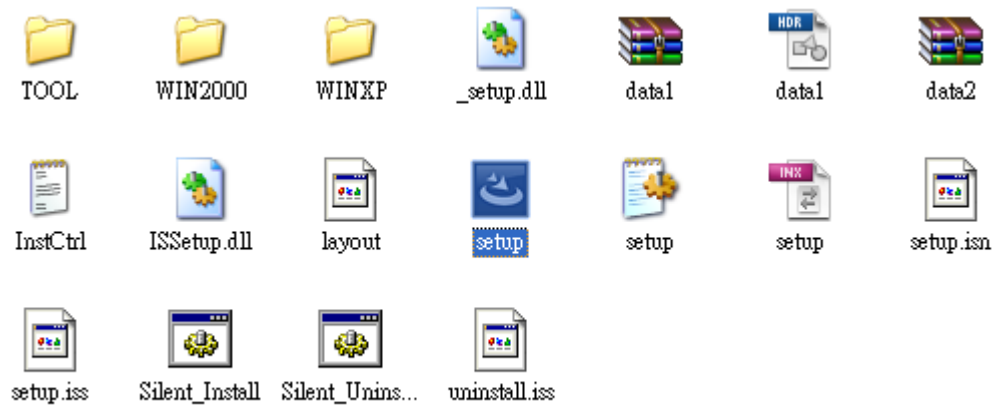 TOOL
WIN2000
WINXP
_setup.dll
HDR
data1
data1
data2
InstCtrl
ISSetup.dll
layout
setup
setup
INX
setup
setup.isn
setup.iss
Silent_Install
Silent_Unins...
uninstall.iss